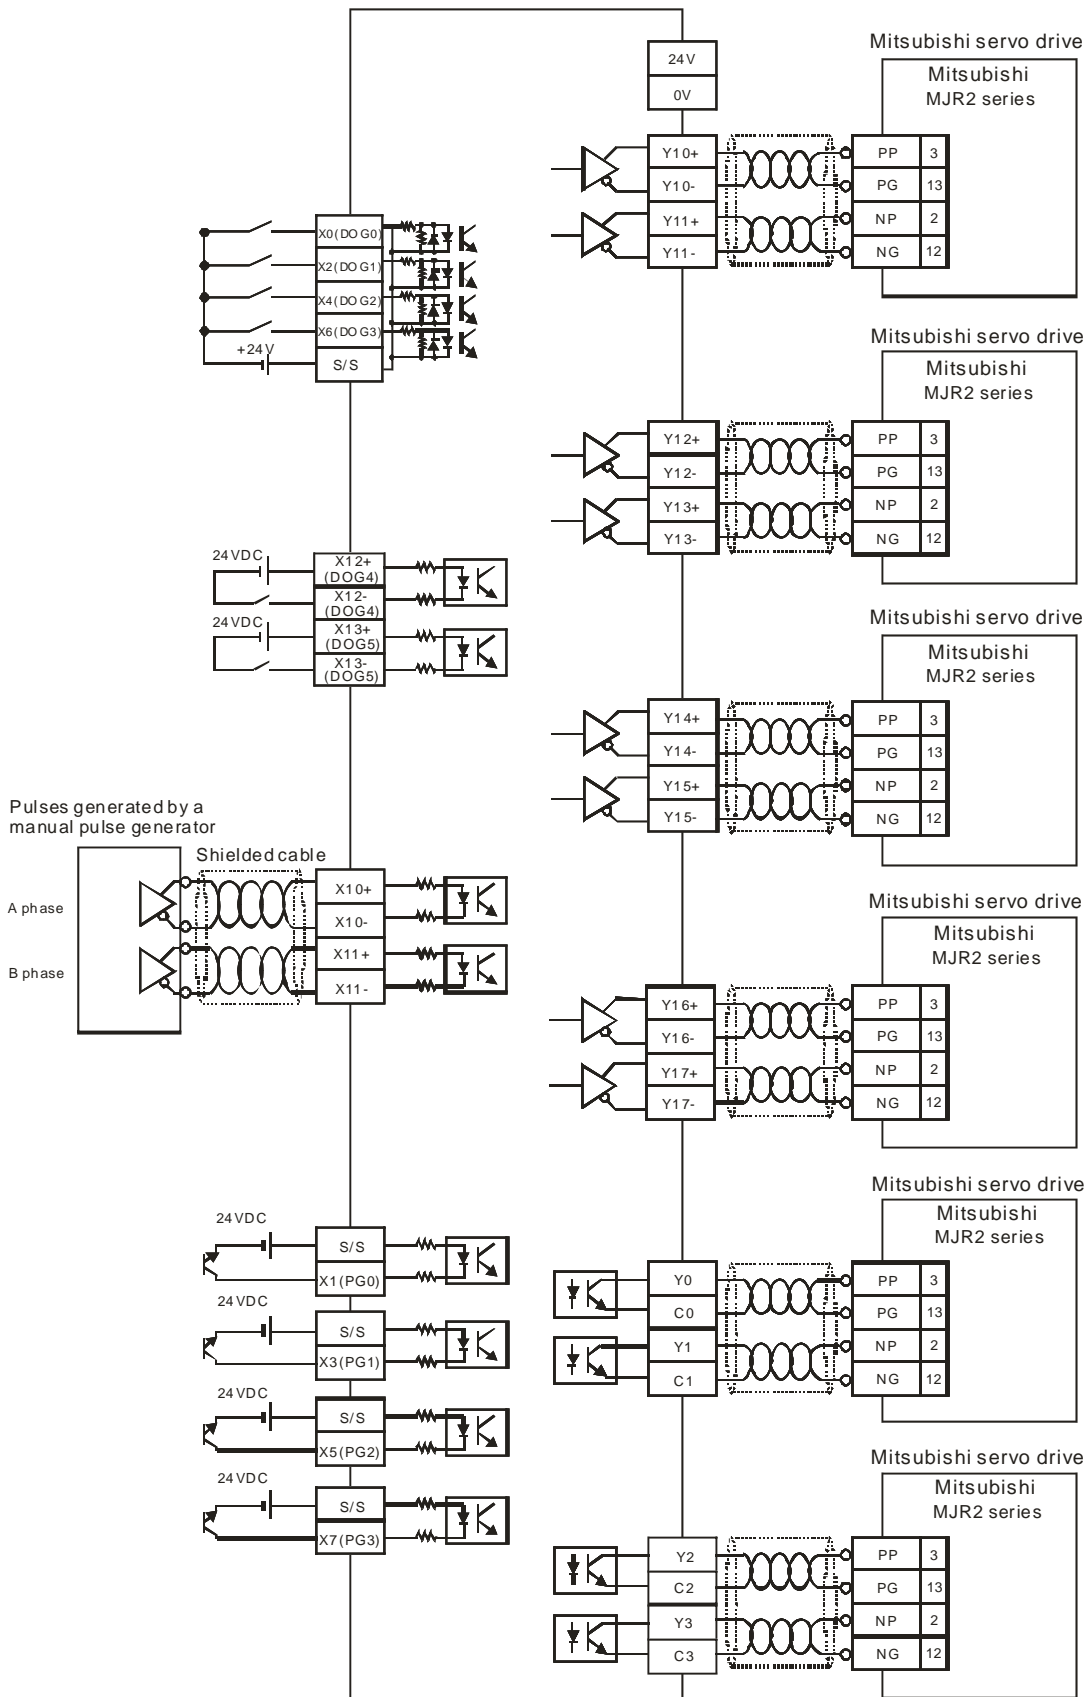 24V
0V
X0(DOG0)
X2(DOG1)
X4(DOG2)
X6(DOG3)
+24V
S/S
24VDC
X12+
(DOG4)
X12-
(DOG4)
24VDC
X13+
(DOG5)
X13-
(DOG5)
Pulses generated by a
manual pulse generator
Shielded cable
A phase
B phase
X10+
X10-
X11+
X11-
24VDC
S/S
X1(PG0)
24VDC
S/S
X3(PG1)
24VDC
S/S
X5(PG2)
24VDC
S/S
X7(PG3)
Mitsubishi servo drive
Mitsubishi
MJR2 series
Y10+ PP 3
Y10- PG 13
Y11+ NP 2
Y11- NG 12
Mitsubishi servo drive
Mitsubishi
MJR2 series
Y12+ PP 3
Y12- PG 13
Y13+ NP 2
Y13- NG 12
Mitsubishi servo drive
Mitsubishi
MJR2 series
Y14+ PP 3
Y14- PG 13
Y15+ NP 2
Y15- NG 12
Mitsubishi servo drive
Mitsubishi
MJR2 series
Y16+ PP 3
Y16- PG 13
Y17+ NP 2
Y17- NG 12
Mitsubishi servo drive
Mitsubishi
MJR2 series
Y0 PP 3
C0 PG 13
Y1 NP 2
C1 NG 12
Mitsubishi servo drive
Mitsubishi
MJR2 series
Y2 PP 3
C2 PG 13
Y3 NP 2
C3 NG 12